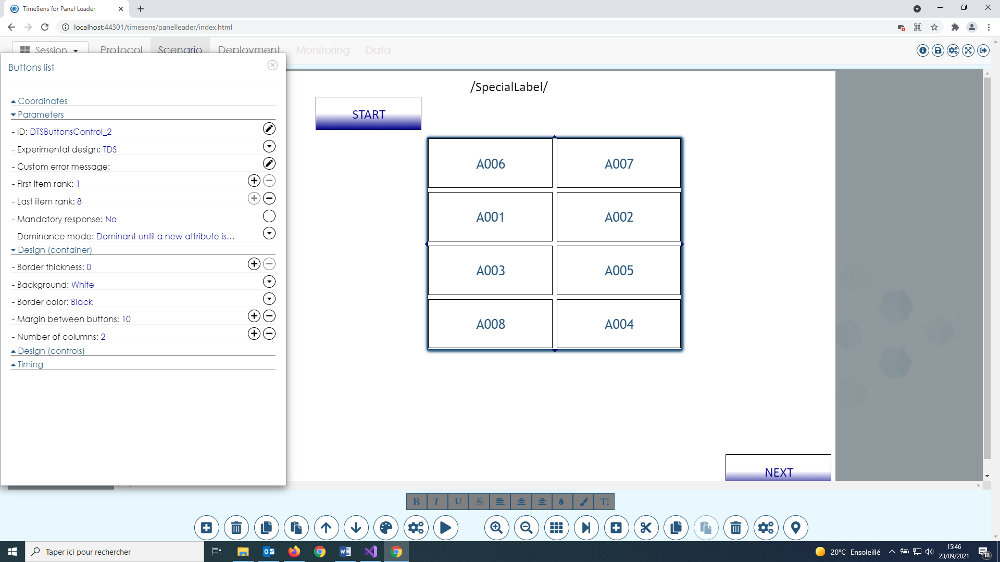 TimeSens for Panel Leader
localhost:44301/timesens/panelleader/index.html
Session Protocol Scenario Deployment Monitoring Data
Buttons list
Coordinates
Parameters
- ID: DTSButtonsControl_2
- Experimental design: TDS
- Custom error message:
- First item rank: 1
- Last item rank: 8
- Mandatory response: No
- Dominance mode: Dominant until a new attribute is...
Design (container)
- Border thickness: 0
- Background: White
- Border color: Black
- Margin between buttons: 10
- Number of columns: 2
Design (controls)
Timing
/SpecialLabel/
START
A006 A007
A001 A002
A003 A005
A008 A004
NEXT
B I U S T
Taper ici pour rechercher
20°C Ensoleillé
15:46
23/09/2021
18